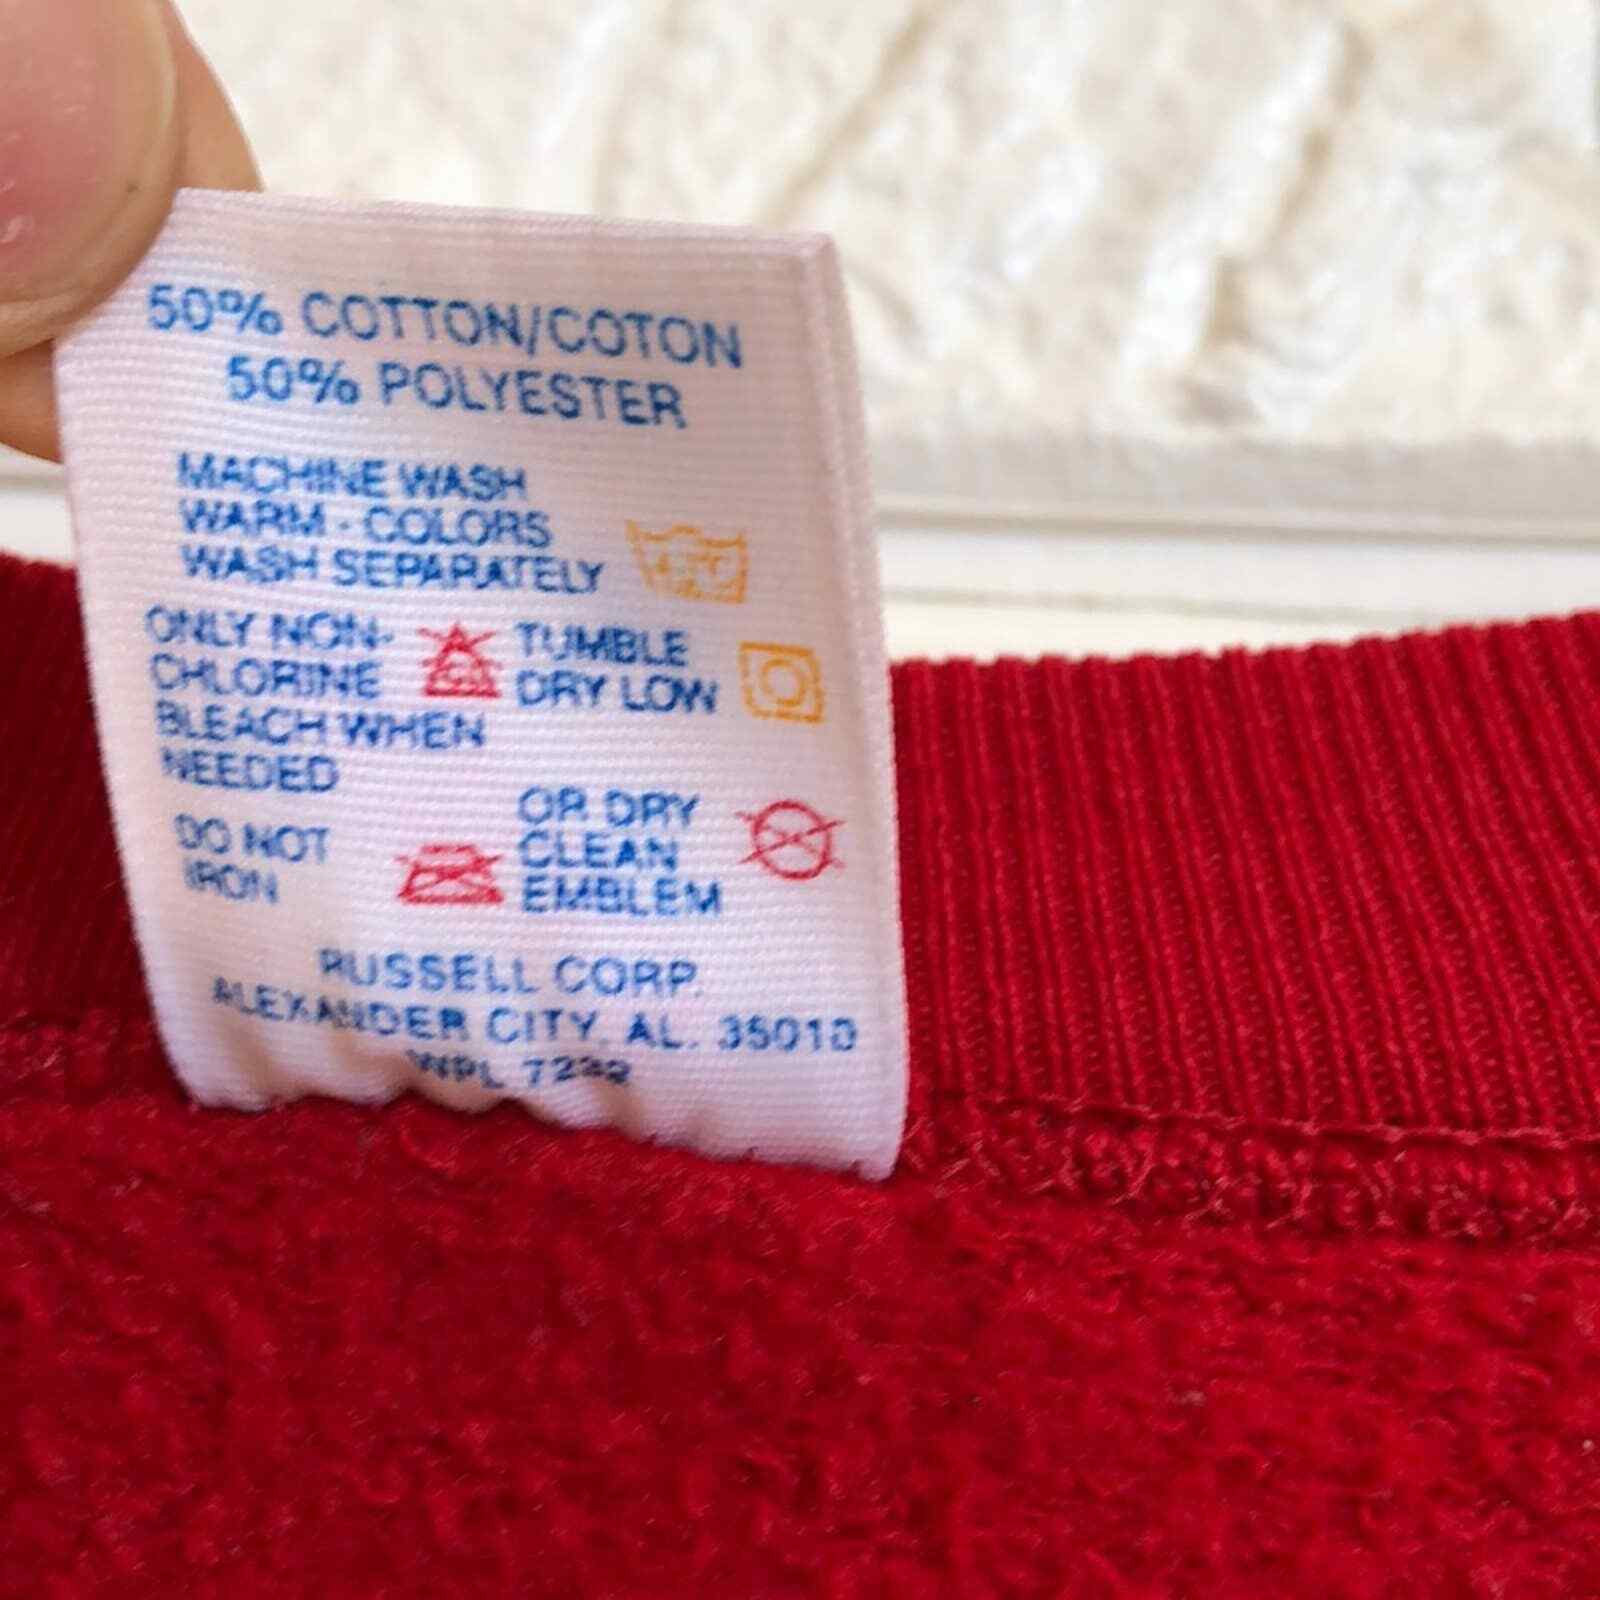 50% COTTON/COTON
50% POLYESTER
MACHINE WASH
WARM - COLORS
WASH SEPARATELY
ONLY NON-
CHLORINE
BLEACH WHEN
NEEDED
TUMBLE
DRY LOW
DO NOT
IRON
OR DRY
CLEAN
EMBLEM
RUSSELL CORP.
ALEXANDER CITY, AL. 35010
WPL